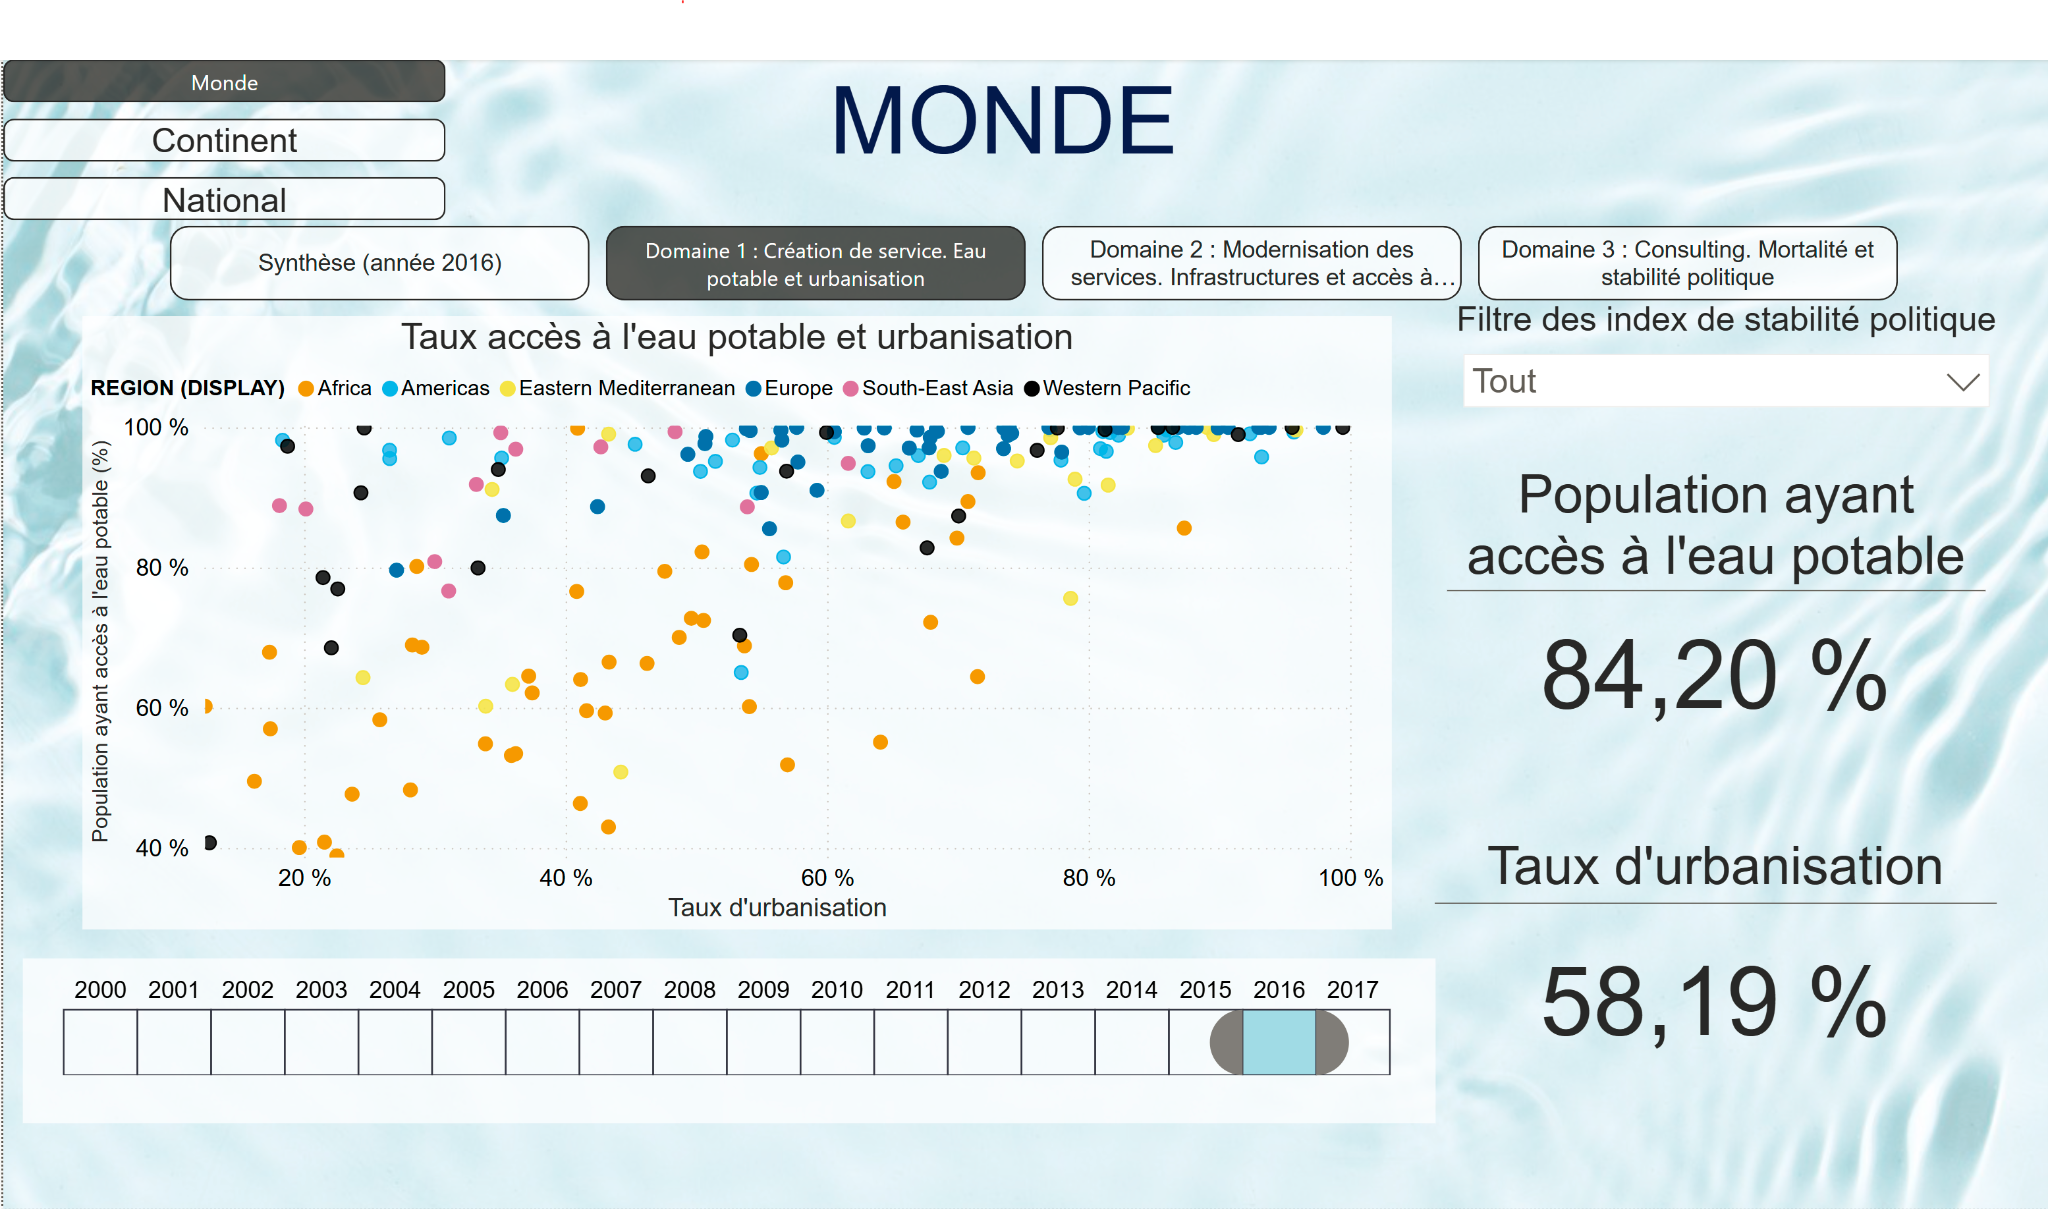 Monde
MONDE
Continent
National
Synthèse (année 2016)
Domaine 1 : Création de service. Eau
potable et urbanisation
Domaine 2 : Modernisation des
services. Infrastructures et accès à…
Domaine 3 : Consulting. Mortalité et
stabilité politique
Filtre des index de stabilité politique
Tout
Taux accès à l'eau potable et urbanisation
REGION (DISPLAY) Africa Americas Eastern Mediterranean Europe South-East Asia Western Pacific
Population ayant accès à l'eau potable (%)
100 %
80 %
60 %
40 %
20 % 40 % 60 % 80 % 100 %
Taux d'urbanisation
Population ayant
accès à l'eau potable
84,20 %
Taux d'urbanisation
58,19 %
2000 2001 2002 2003 2004 2005 2006 2007 2008 2009 2010 2011 2012 2013 2014 2015 2016 2017